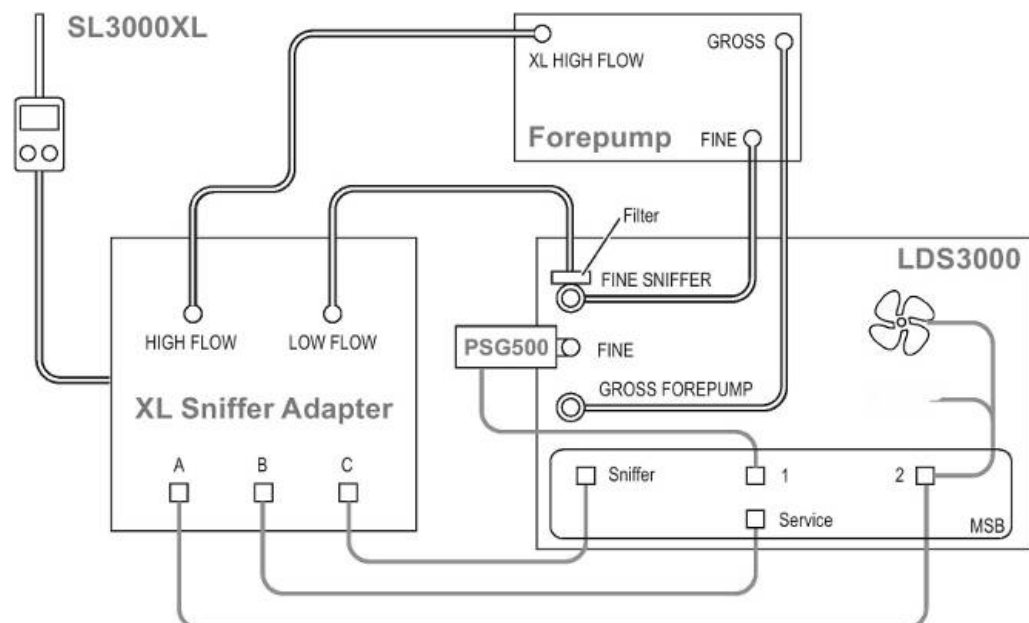 SL3000XL
GROSS
XL HIGH FLOW
Forepump
FINE
Filter
LDS3000
FINE SNIFFER
HIGH FLOW
LOW FLOW
PSG500
FINE
GROSS FOREPUMP
XL Sniffer Adapter
A
B
C
Sniffer
1
2
Service
MSB